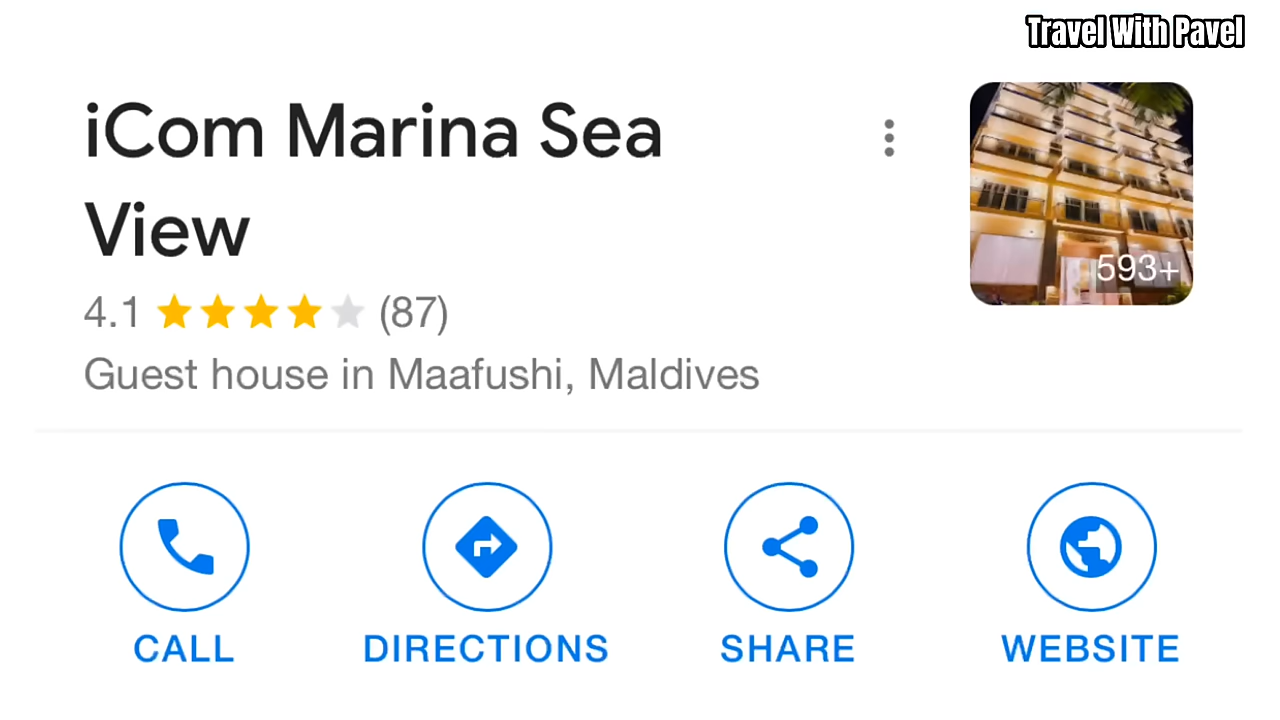 Travel With Pavel
iCom Marina Sea
View
593+
4.1 (87)
Guest house in Maafushi, Maldives
CALL DIRECTIONS SHARE WEBSITE